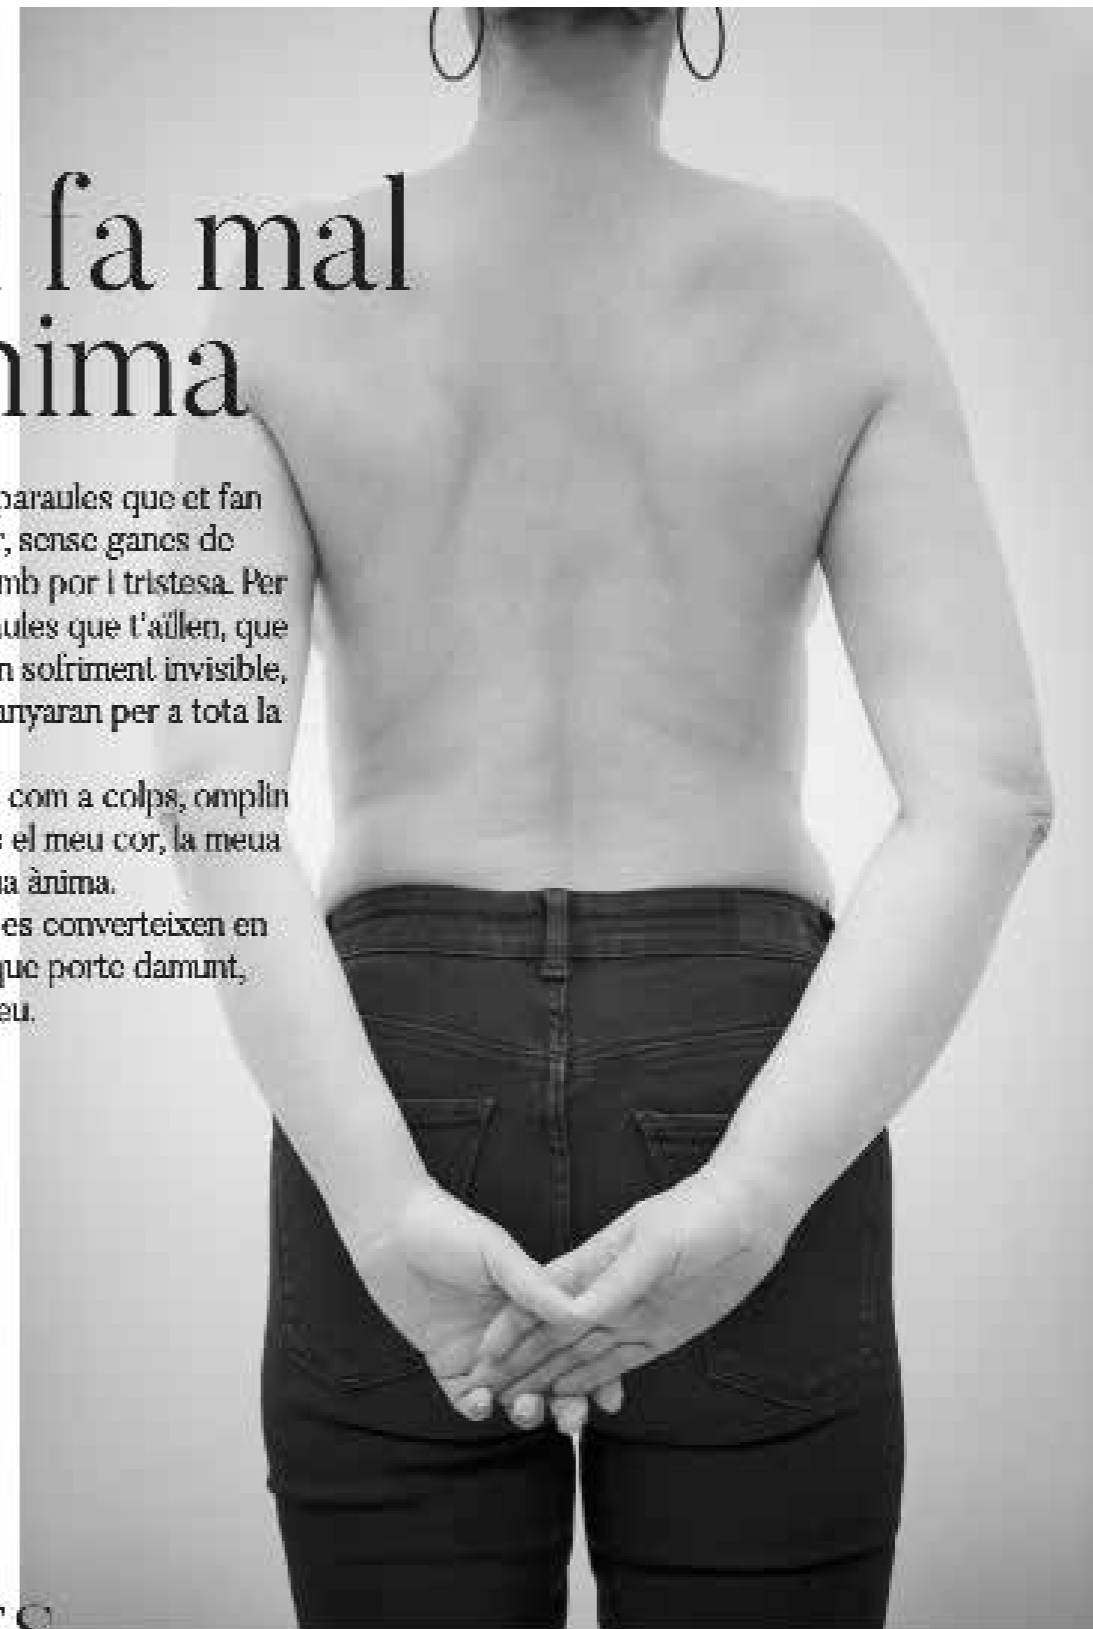 fa mal
nima
paraules que et fan
r, sense ganes de
mb por i tristesa. Per
ules que t'aïllen, que
n sofriment invisible,
anyaran per a tota la
com a colps, omplin
s el meu cor, la meua
ua ànima.
es converteixen en
que porte damunt,
eu.